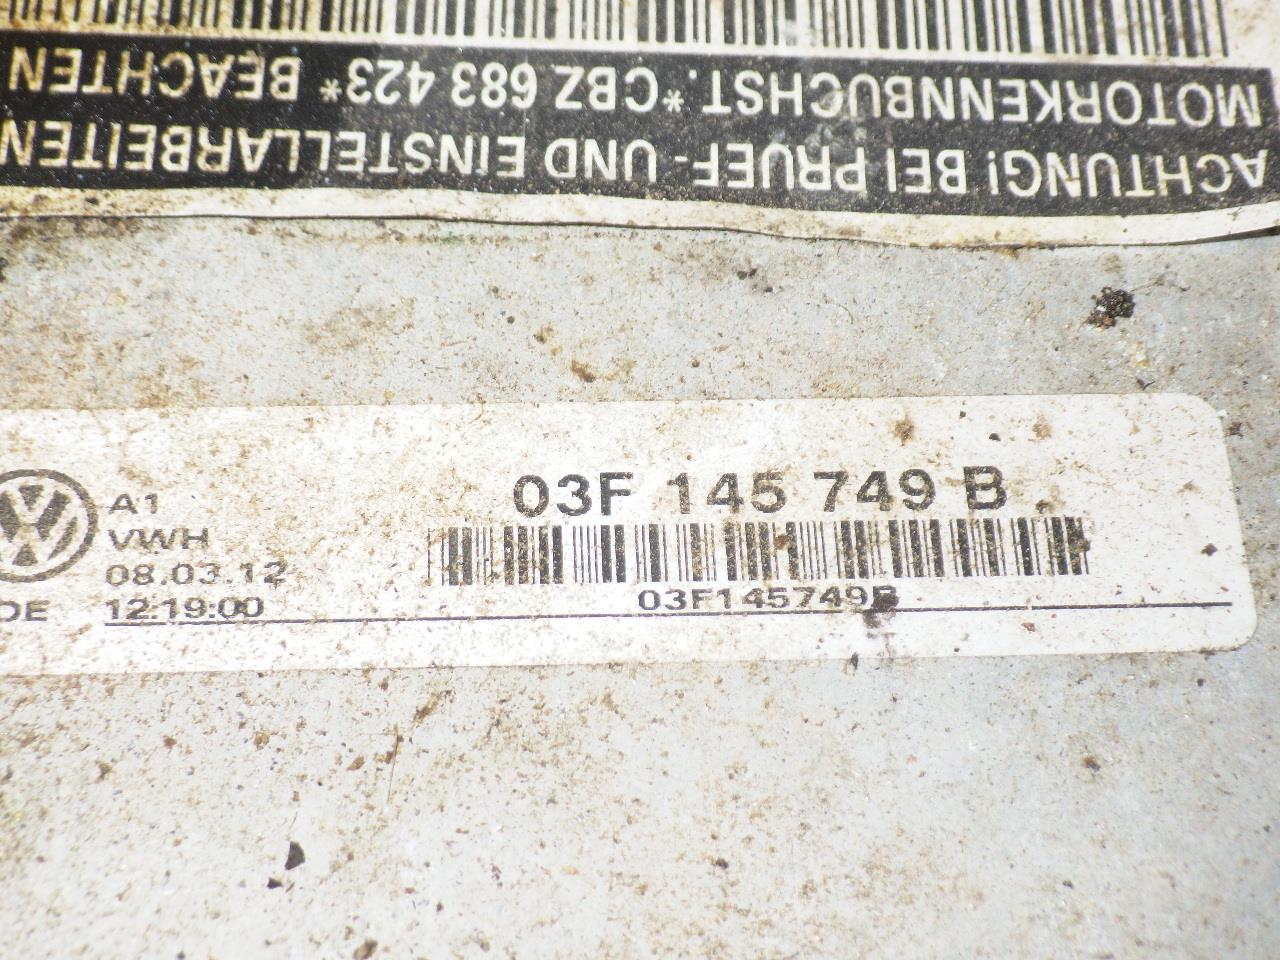 ACHTUNG! BEI PRUEF- UND EINSTELLARBEITEN
MOTORKENNBUCHST. *CBZ 683 423* BEACHTEN
03F 145 749 B
A1
VWH
08.03.12
03F145749B
DE 12:19:00